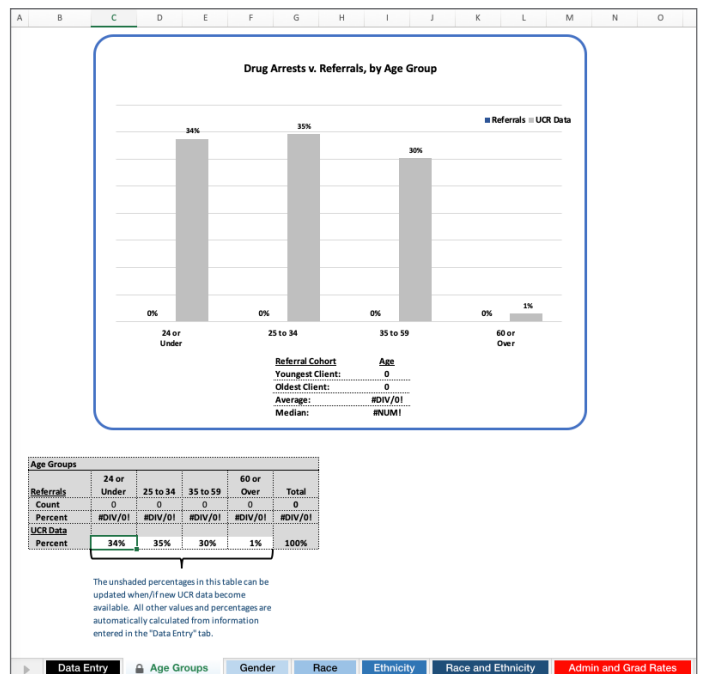 A B C D E F G H I J K L M N O
Drug Arrests v. Referrals, by Age Group
Referrals UCR Data
34% 35% 30% 1%
0% 0% 0% 0%
24 or Under 25 to 34 35 to 59 60 or Over
Referral Cohort Age
Youngest Client: 0
Oldest Client: 0
Average: #DIV/0!
Median: #NUM!
Age Groups
Referrals 24 or Under 25 to 34 35 to 59 60 or Over Total
Count 0 0 0 0 0
Percent #DIV/0! #DIV/0! #DIV/0! #DIV/0! #DIV/0!
UCR Data
Percent 34% 35% 30% 1% 100%
The unshaded percentages in this table can be
updated when/if new UCR data become
available. All other values and percentages are
automatically calculated from information
entered in the "Data Entry" tab.
Data Entry Age Groups Gender Race Ethnicity Race and Ethnicity Admin and Grad Rates